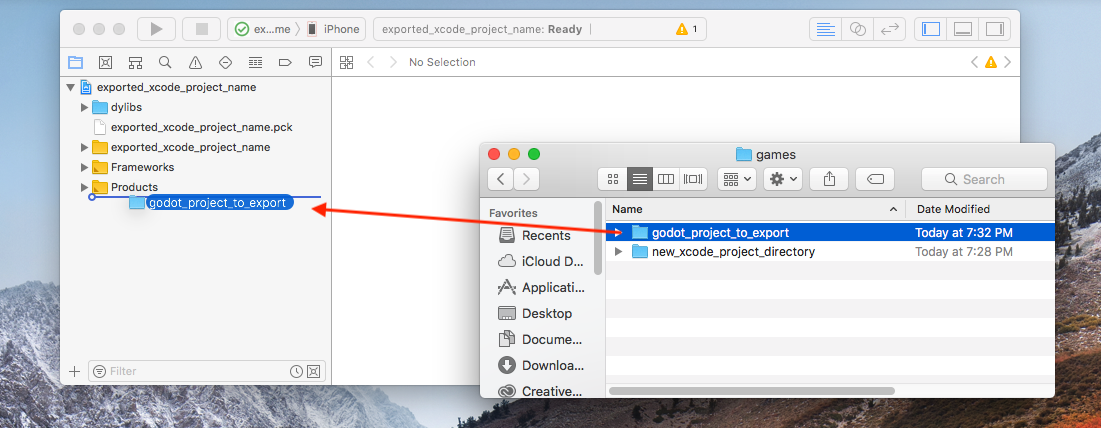 ex...me
iPhone
exported_xcode_project_name: Ready
1
No Selection
exported_xcode_project_name
dylibs
exported_xcode_project_name.pck
exported_xcode_project_name
Frameworks
Products
godot_project_to_export
Filter
games
Search
Favorites
Recents
iCloud D...
Applicati...
Desktop
Docume...
Downloa...
Creative...
Name
Date Modified
godot_project_to_export
Today at 7:32 PM
new_xcode_project_directory
Today at 7:28 PM